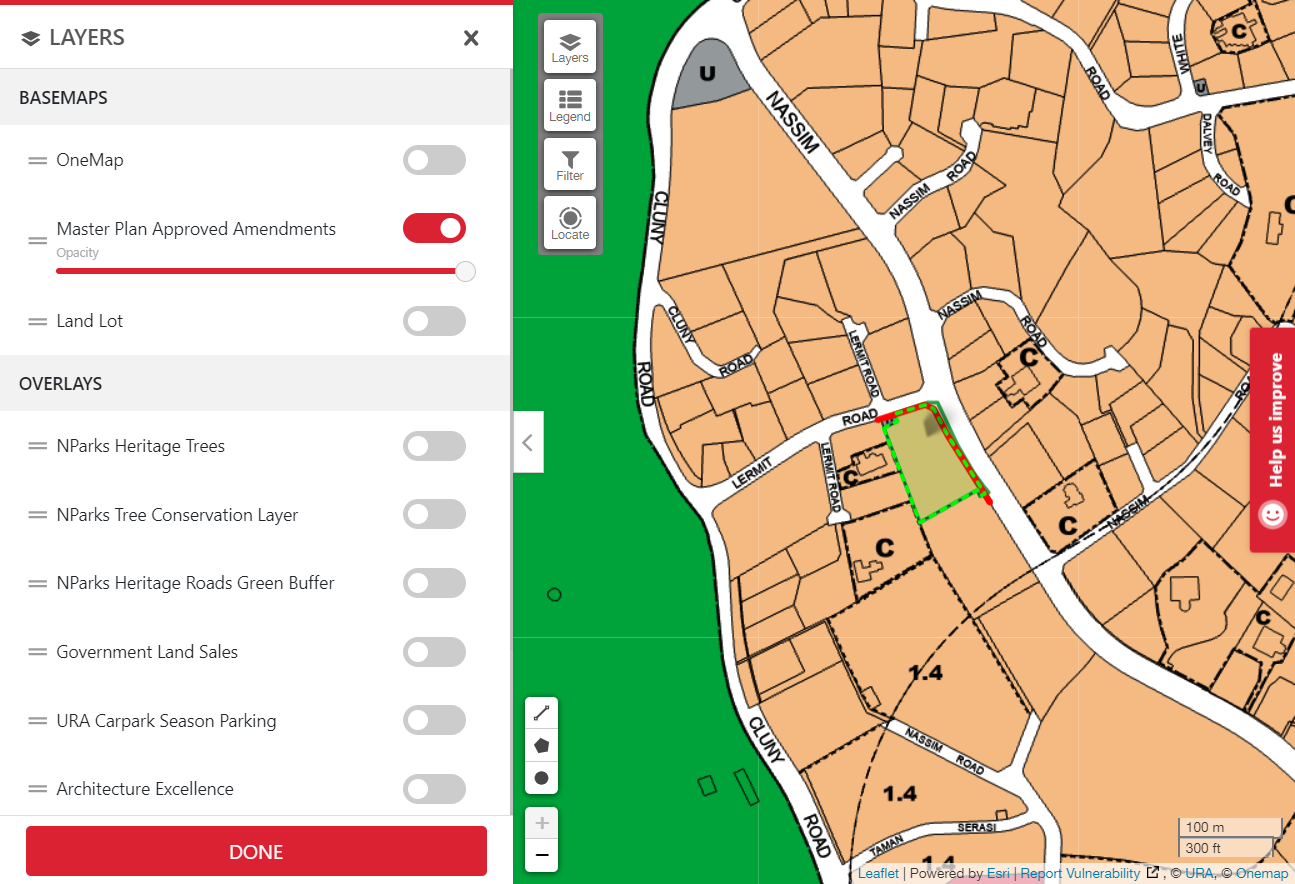 LAYERS
BASEMAPS
OneMap
Master Plan Approved Amendments
Opacity
Land Lot
OVERLAYS
NParks Heritage Trees
NParks Tree Conservation Layer
NParks Heritage Roads Green Buffer
Government Land Sales
URA Carpark Season Parking
Architecture Excellence
DONE
Layers
Legend
Filter
Locate
U
NASSIM
NASSIM ROAD
ROAD
WHITE
C
U
DALVEY
ROAD
C
CLUNY
CLUNY
ROAD
ROAD
LERMIT ROAD
NASSIM
ROAD
C
ROAD
LERMIT
LERMIT ROAD
C
C
C
NASSIM
C
1.4
CLUNY
ROAD
NASSIM ROAD
1.4
TAMAN
SERASI
1.4
Help us improve
100 m
300 ft
Leaflet | Powered by Esri | Report Vulnerability , © URA, © Onemap